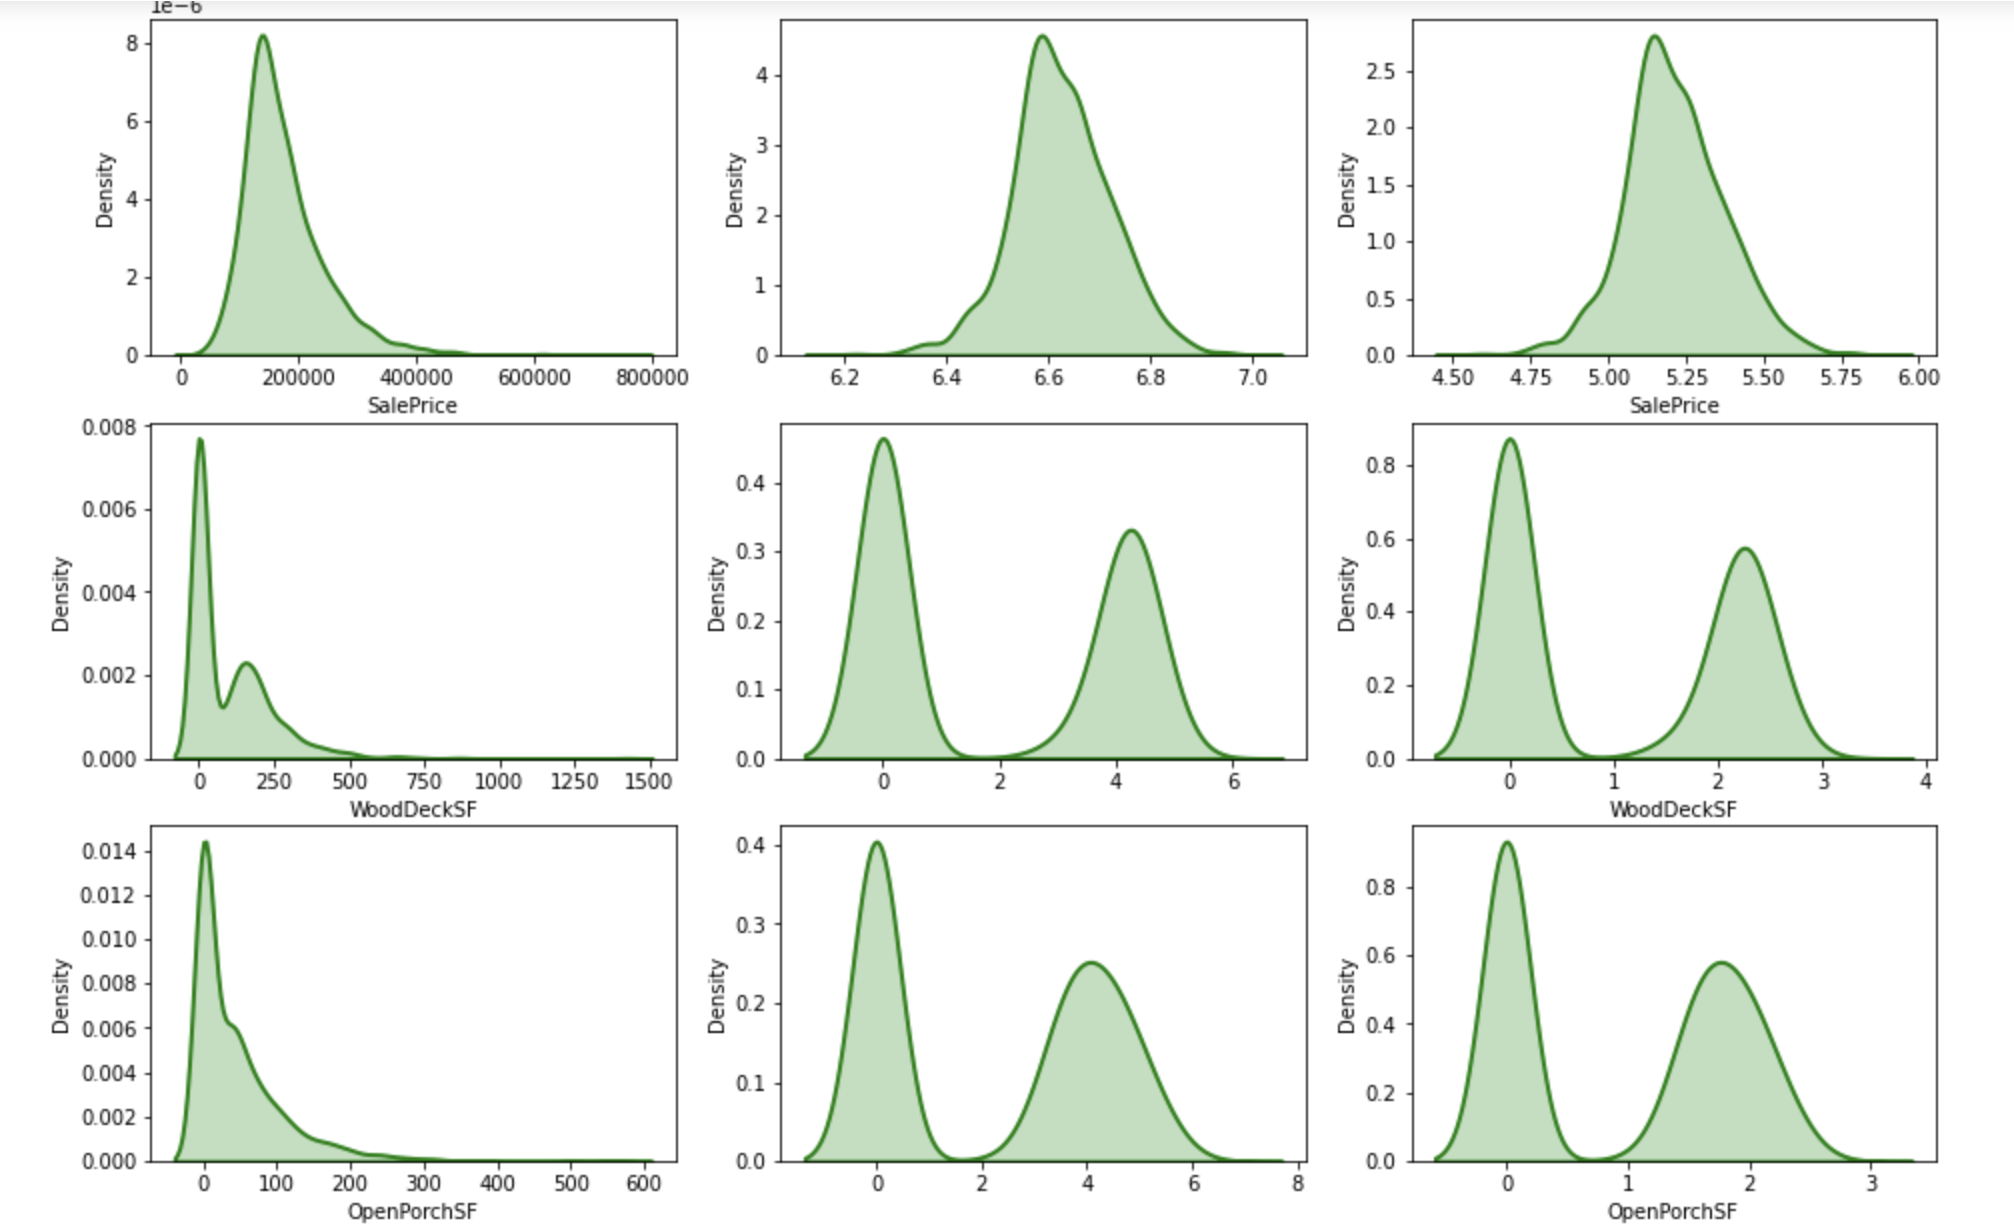 1e−6
8
6
4
2
0
Density
0 200000 400000 600000 800000
SalePrice
4
3
2
1
0
Density
6.2 6.4 6.6 6.8 7.0
2.5
2.0
1.5
1.0
0.5
0.0
Density
4.50 4.75 5.00 5.25 5.50 5.75 6.00
SalePrice
0.008
0.006
0.004
0.002
0.000
Density
0 250 500 750 1000 1250 1500
WoodDeckSF
0.4
0.3
0.2
0.1
0.0
Density
0 2 4 6
0.8
0.6
0.4
0.2
0.0
Density
0 1 2 3 4
WoodDeckSF
0.014
0.012
0.010
0.008
0.006
0.004
0.002
0.000
Density
0 100 200 300 400 500 600
OpenPorchSF
0.4
0.3
0.2
0.1
0.0
Density
0 2 4 6 8
0.8
0.6
0.4
0.2
0.0
Density
0 1 2 3
OpenPorchSF